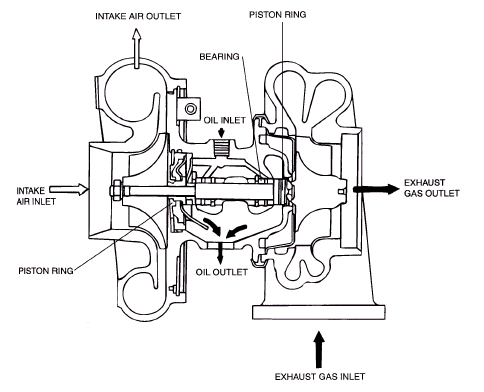 INTAKE AIR OUTLET
PISTON RING
BEARING
OIL INLET
INTAKE
AIR INLET
EXHAUST
GAS OUTLET
PISTON RING
OIL OUTLET
EXHAUST GAS INLET